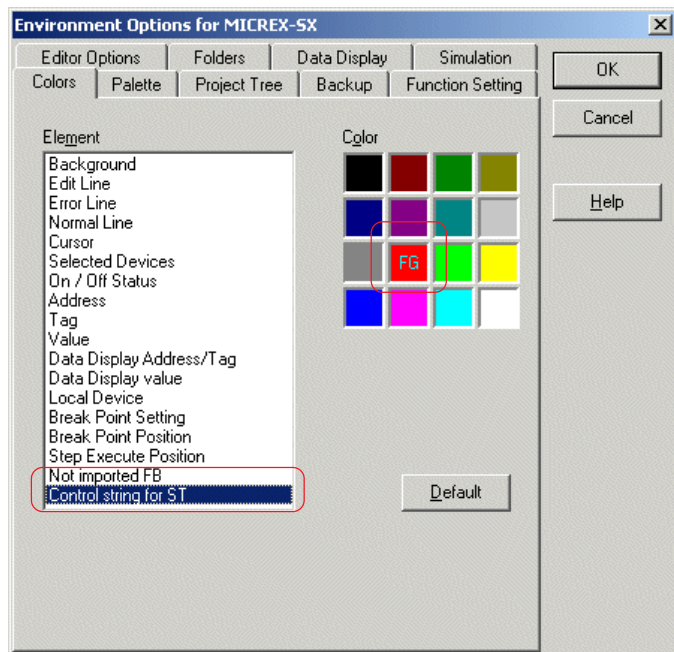 Environment Options for MICREX-SX
Editor Options
Folders
Data Display
Simulation
Colors
Palette
Project Tree
Backup
Function Setting
OK
Cancel
Help
Element
Background
Edit Line
Error Line
Normal Line
Cursor
Selected Devices
On / Off Status
Address
Tag
Value
Data Display Address/Tag
Data Display value
Local Device
Break Point Setting
Break Point Position
Step Execute Position
Not imported FB
Control string for ST
Color
FG
Default